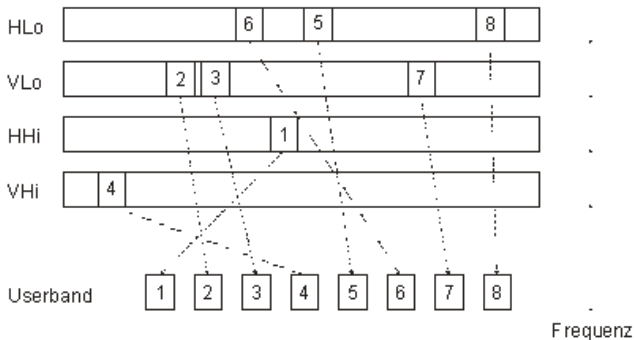 HLo 6 5 8
VLo 2 3 7
HHi 1
VHi 4
Userband 1 2 3 4 5 6 7 8
Frequenz